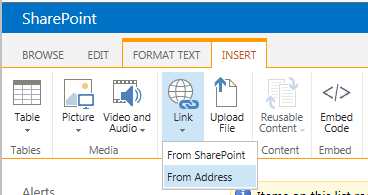 SharePoint
BROWSE EDIT FORMAT TEXT INSERT
Table Picture Video and Audio Link Upload File Reusable Content Embed Code
Tables Media Content Embed
From SharePoint
From Address
Alerts
Items on this list re